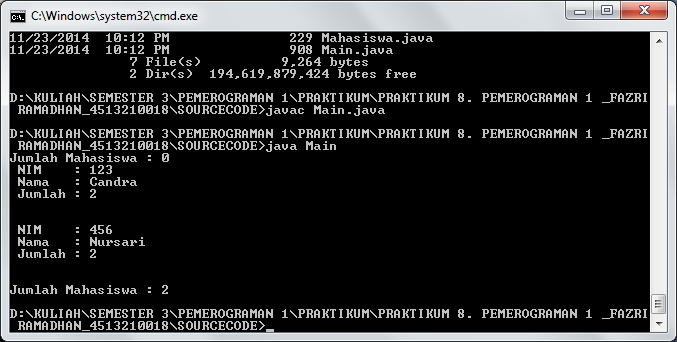 C:\Windows\system32\cmd.exe
11/23/2014  10:12 PM               229 Mahasiswa.java
11/23/2014  10:12 PM               908 Main.java
               7 File(s)          9,264 bytes
               2 Dir(s)  194,619,879,424 bytes free
D:\KULIAH\SEMESTER 3\PEMEROGRAMAN 1\PRAKTIKUM\PRAKTIKUM 8. PEMEROGRAMAN 1 _FAZRI
 RAMADHAN_4513210018\SOURCECODE>javac Main.java
D:\KULIAH\SEMESTER 3\PEMEROGRAMAN 1\PRAKTIKUM\PRAKTIKUM 8. PEMEROGRAMAN 1 _FAZRI
 RAMADHAN_4513210018\SOURCECODE>java Main
Jumlah Mahasiswa : 0
 NIM    : 123
 Nama   : Candra
 Jumlah : 2
 NIM    : 456
 Nama   : Nursari
 Jumlah : 2
Jumlah Mahasiswa : 2
D:\KULIAH\SEMESTER 3\PEMEROGRAMAN 1\PRAKTIKUM\PRAKTIKUM 8. PEMEROGRAMAN 1 _FAZRI
 RAMADHAN_4513210018\SOURCECODE>_